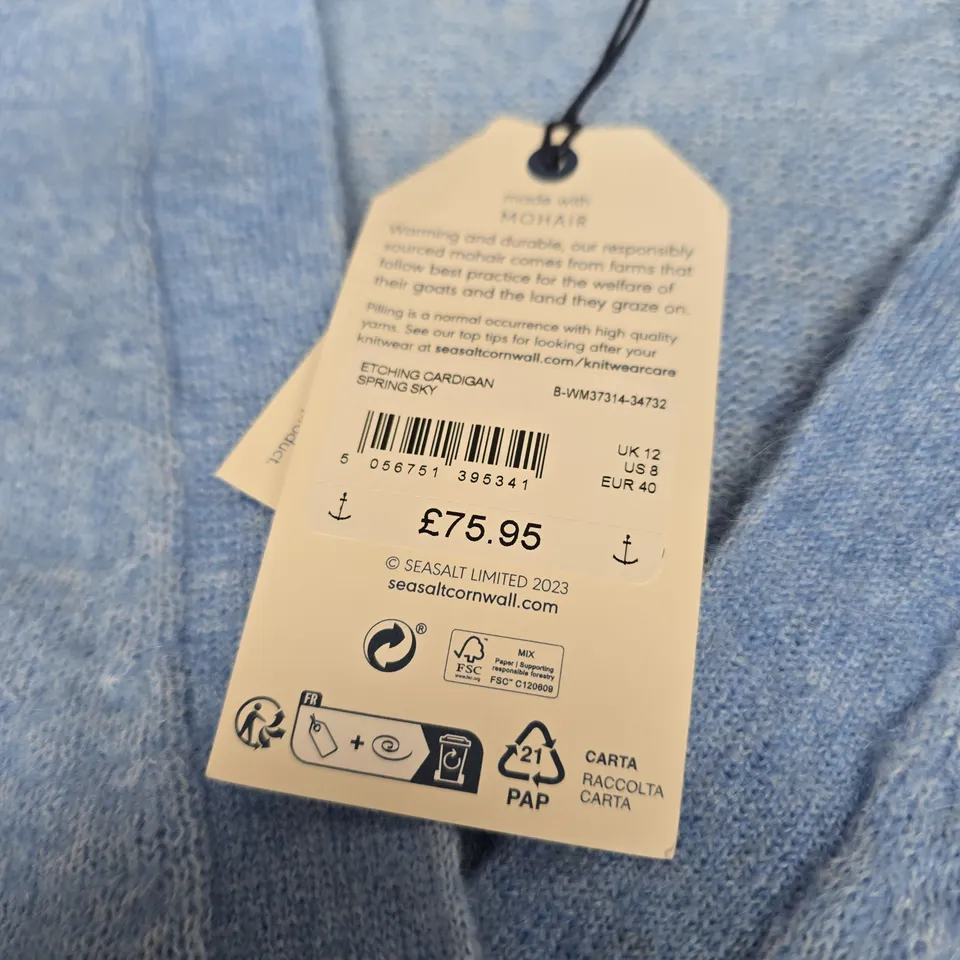 made with
MOHAIR
Warming and durable, our responsibly
sourced mohair comes from farms that
follow best practice for the welfare of
their goats and the land they graze on.
Pilling is a normal occurrence with high quality
yarns. See our top tips for looking after your
knitwear at seasaltcornwall.com/knitwearcare
ETCHING CARDIGAN
SPRING SKY
B-WM37314-34732
5 056751 395341
UK 12
US 8
EUR 40
£75.95
© SEASALT LIMITED 2023
seasaltcornwall.com
®
FSC
www.fsc.org
MIX
Paper | Supporting
responsible forestry
FSC™ C120609
FR
+
21
PAP
CARTA
RACCOLTA
CARTA
product.